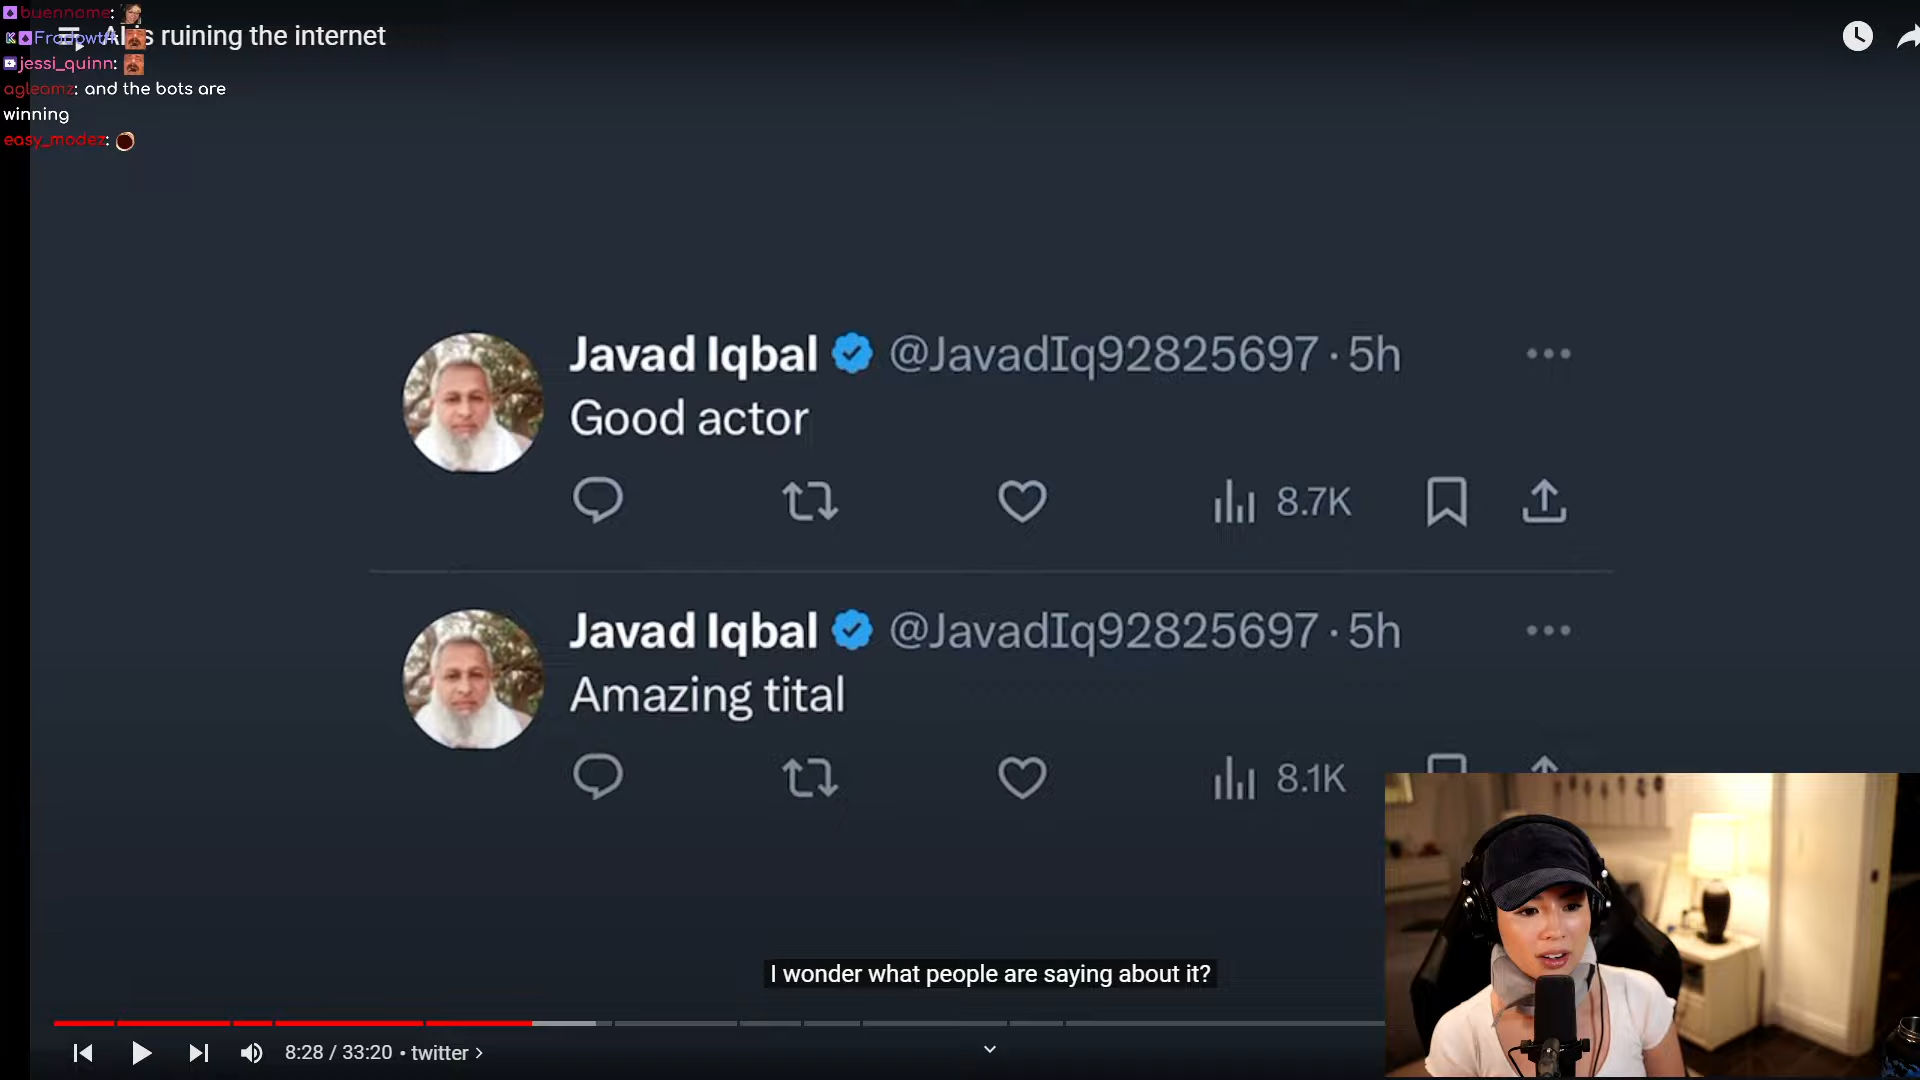 buenname:
Fradowtff
AI is ruining the internet
jessi_quinn:
agleamz: and the bots are
winning
easy_modez:
Javad Iqbal @JavadIq92825697 · 5h
Good actor
8.7K
Javad Iqbal @JavadIq92825697 · 5h
Amazing tital
8.1K
I wonder what people are saying about it?
8:28 / 33:20 • twitter >